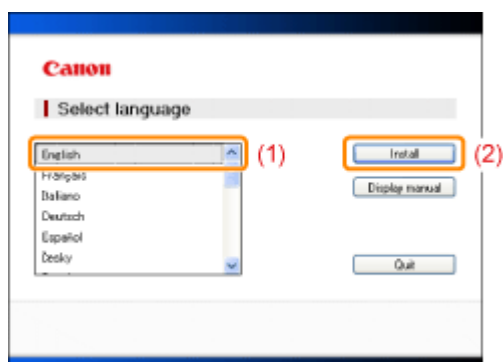 Canon
Select language
English
(1)
Install
(2)
Français
Display manual
Italiano
Deutsch
Español
Česky
Quit